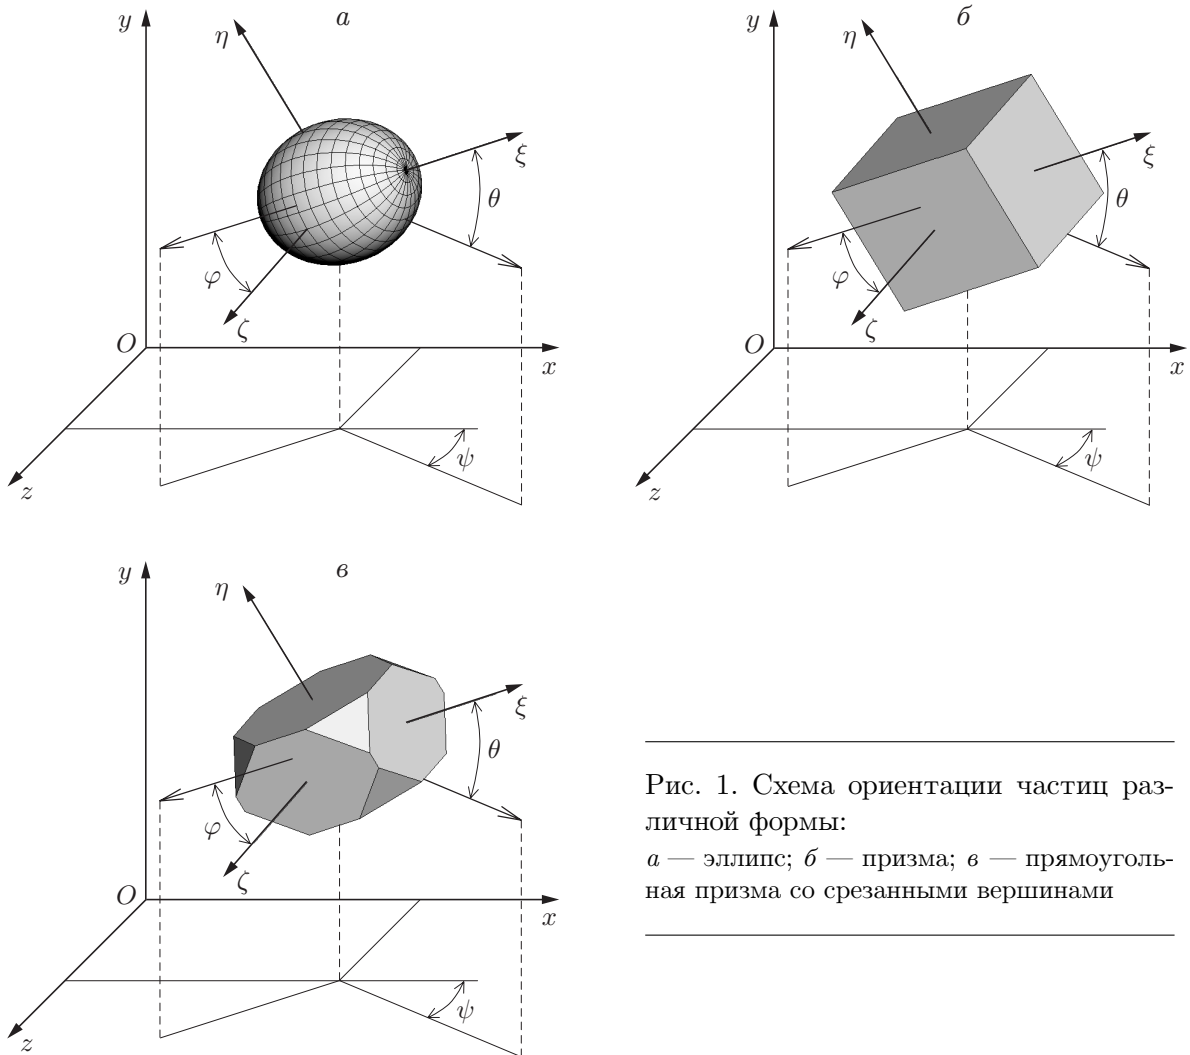 а
y
η
ξ
θ
φ
ζ
O
x
ψ
z
б
y
η
ξ
θ
φ
ζ
O
x
ψ
z
в
y
η
ξ
θ
φ
ζ
O
x
ψ
z
Рис. 1. Схема ориентации частиц раз-
личной формы:
а — эллипс; б — призма; в — прямоуголь-
ная призма со срезанными вершинами